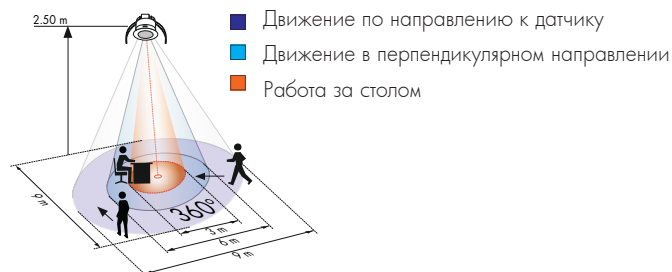 2.50 m
Движение по направлению к датчику
Движение в перпендикулярном направлении
Работа за столом
9 m
360°
3 m
6 m
9 m